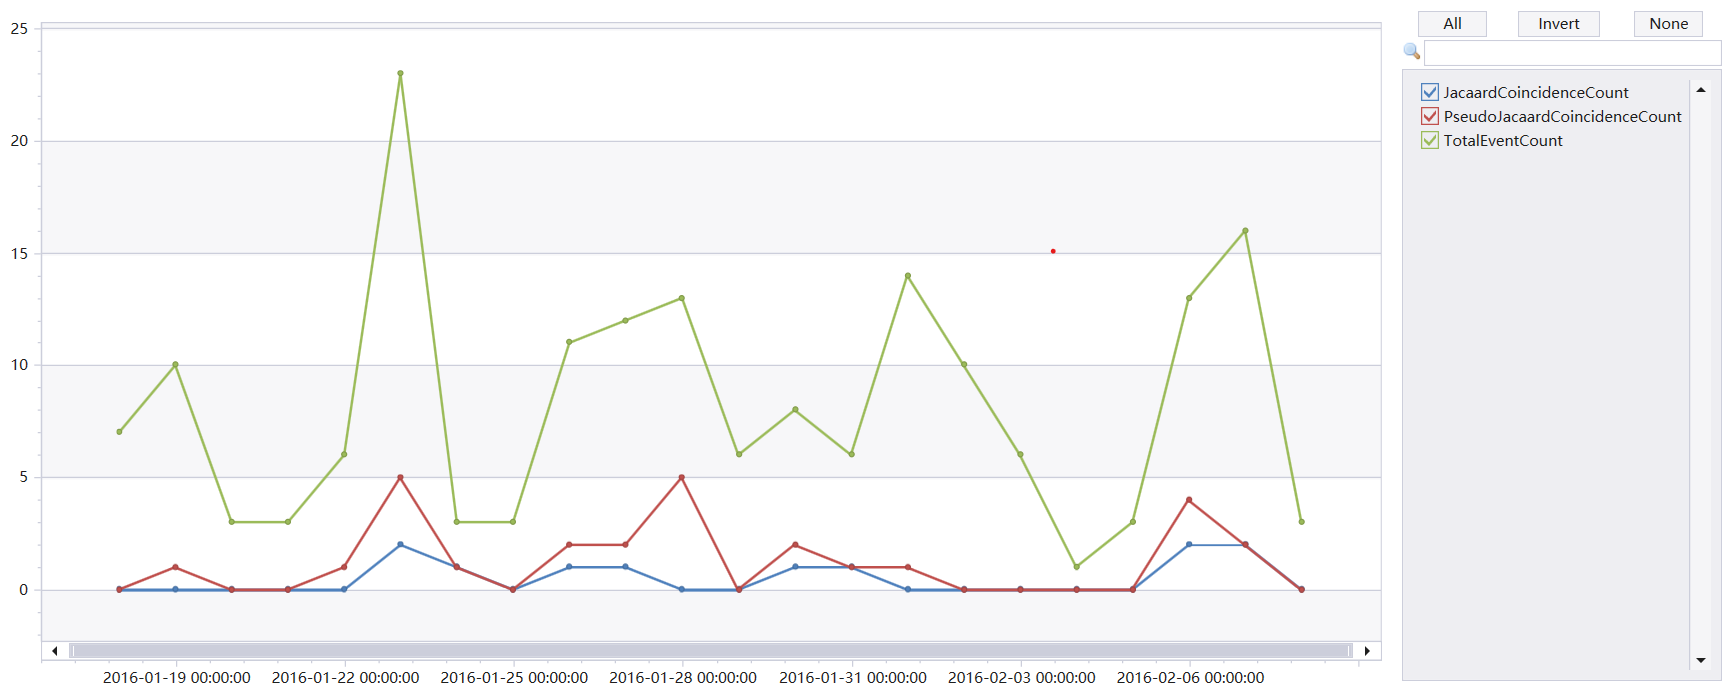 All Invert None
25
20
15
10
5
0
JacaardCoincidenceCount
PseudoJacaardCoincidenceCount
TotalEventCount
2016-01-19 00:00:00 2016-01-22 00:00:00 2016-01-25 00:00:00 2016-01-28 00:00:00 2016-01-31 00:00:00 2016-02-03 00:00:00 2016-02-06 00:00:00